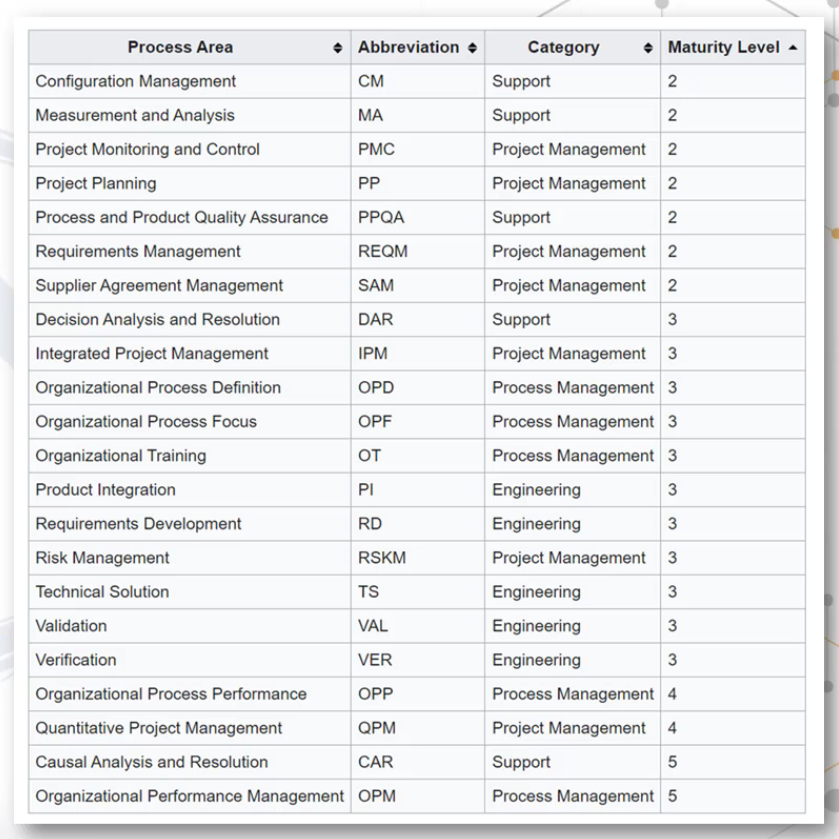 Process Area Abbreviation Category Maturity Level
Configuration Management CM Support 2
Measurement and Analysis MA Support 2
Project Monitoring and Control PMC Project Management 2
Project Planning PP Project Management 2
Process and Product Quality Assurance PPQA Support 2
Requirements Management REQM Project Management 2
Supplier Agreement Management SAM Project Management 2
Decision Analysis and Resolution DAR Support 3
Integrated Project Management IPM Project Management 3
Organizational Process Definition OPD Process Management 3
Organizational Process Focus OPF Process Management 3
Organizational Training OT Process Management 3
Product Integration PI Engineering 3
Requirements Development RD Engineering 3
Risk Management RSKM Project Management 3
Technical Solution TS Engineering 3
Validation VAL Engineering 3
Verification VER Engineering 3
Organizational Process Performance OPP Process Management 4
Quantitative Project Management QPM Project Management 4
Causal Analysis and Resolution CAR Support 5
Organizational Performance Management OPM Process Management 5